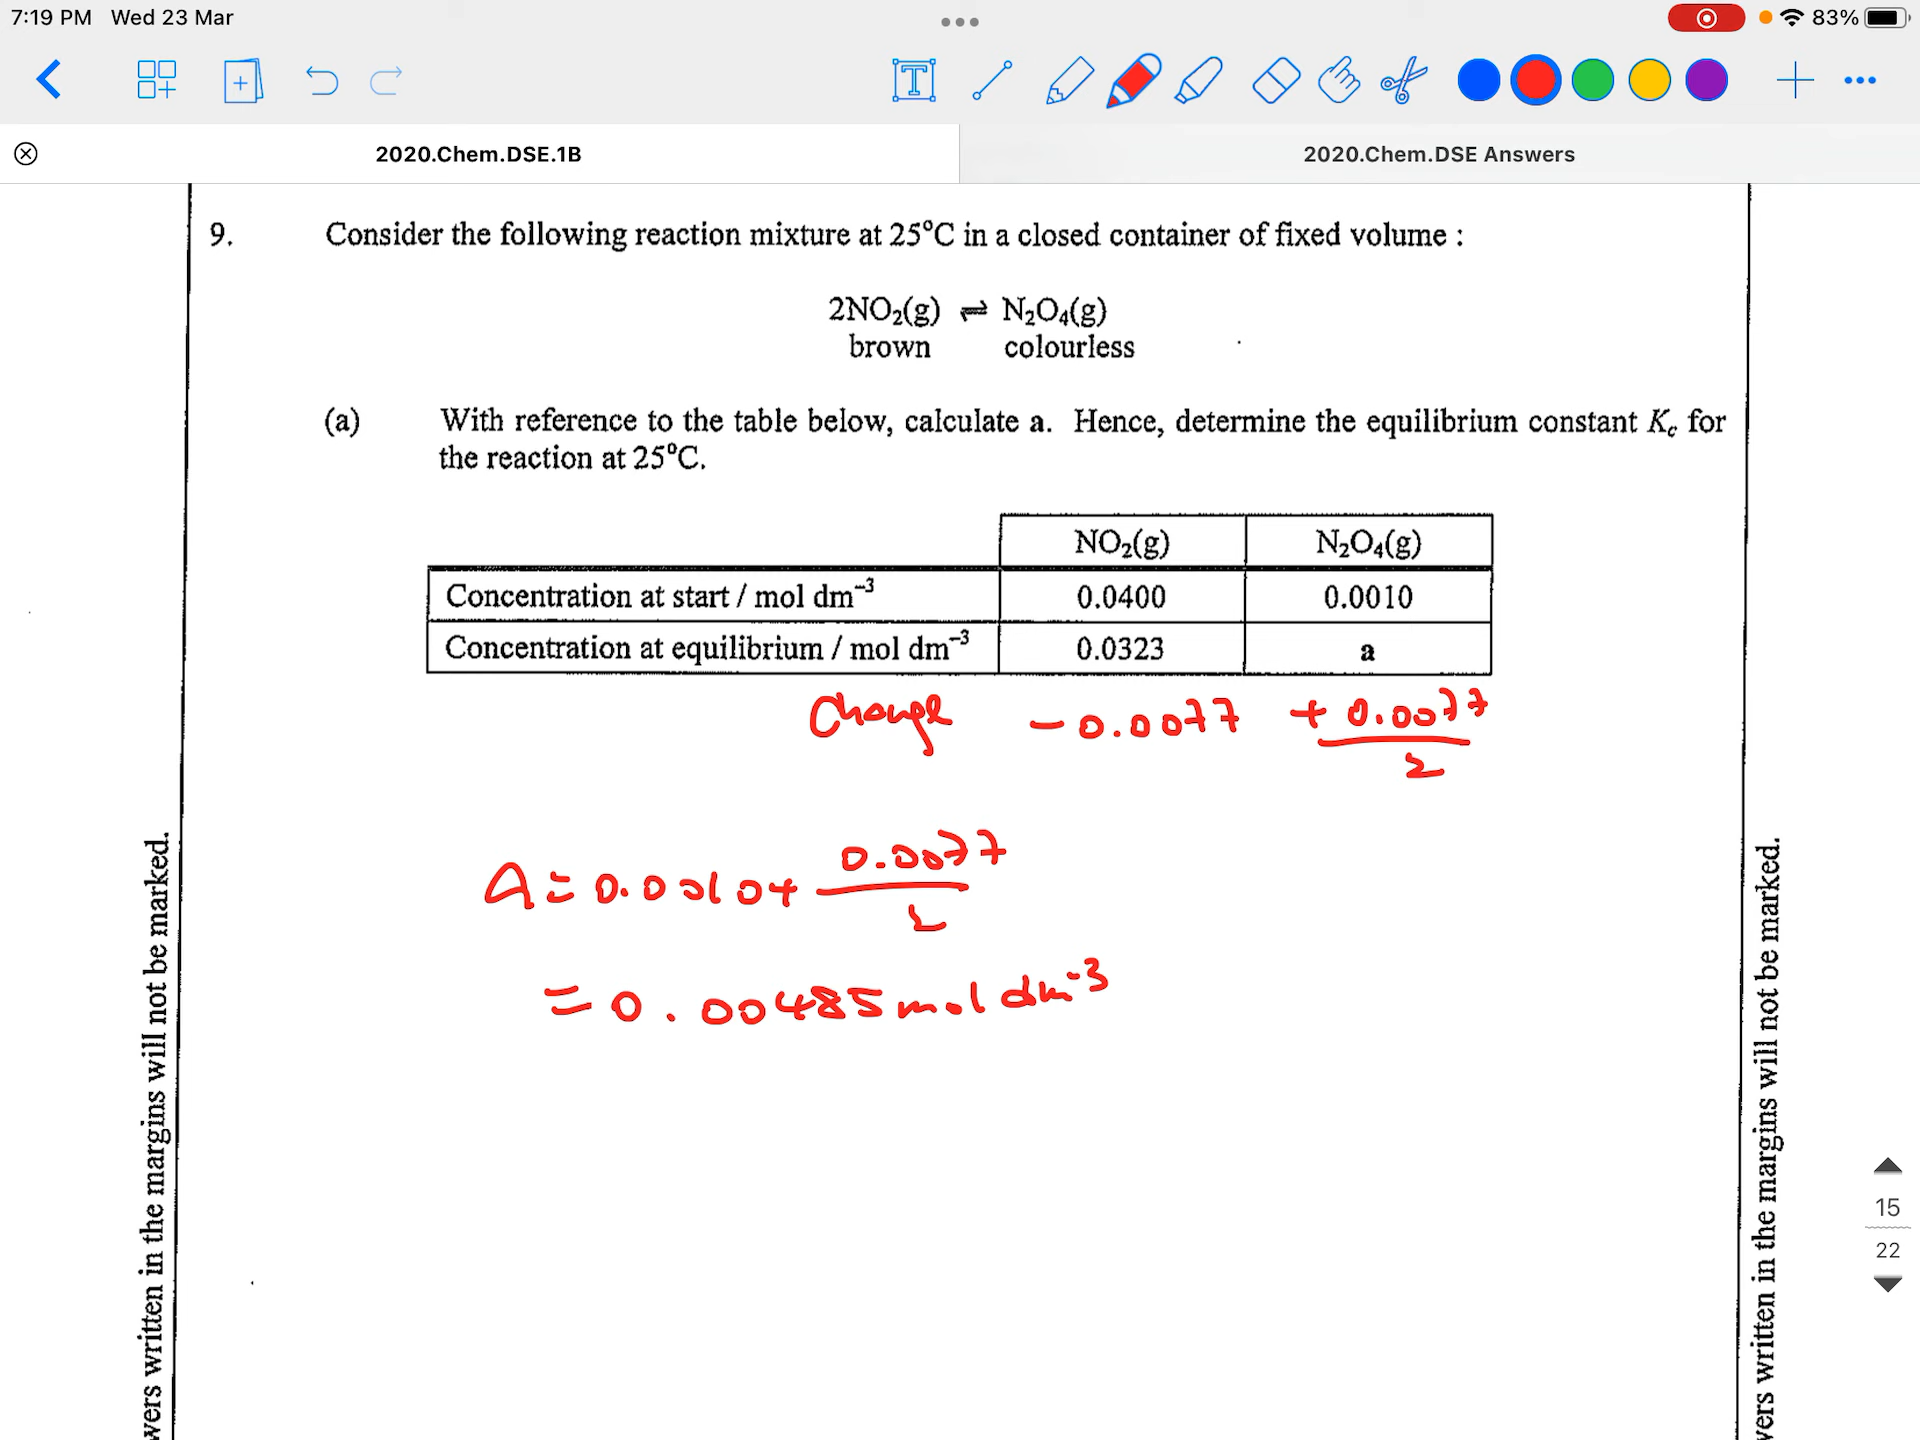 7:19 PM Wed 23 Mar
83%
2020.Chem.DSE.1B
2020.Chem.DSE Answers
9. Consider the following reaction mixture at 25°C in a closed container of fixed volume :
2NO₂(g) ⇌ N₂O₄(g)
brown colourless
(a) With reference to the table below, calculate a. Hence, determine the equilibrium constant Kc for
the reaction at 25°C.
NO₂(g) N₂O₄(g)
Concentration at start / mol dm⁻³ 0.0400 0.0010
Concentration at equilibrium / mol dm⁻³ 0.0323 a
Change -0.0077 + 0.0077
2
0.0077
A = 0.0010 +
2
= 0.00485 mol dm⁻³
wers written in the margins will not be marked.
vers written in the margins will not be marked.
15
22